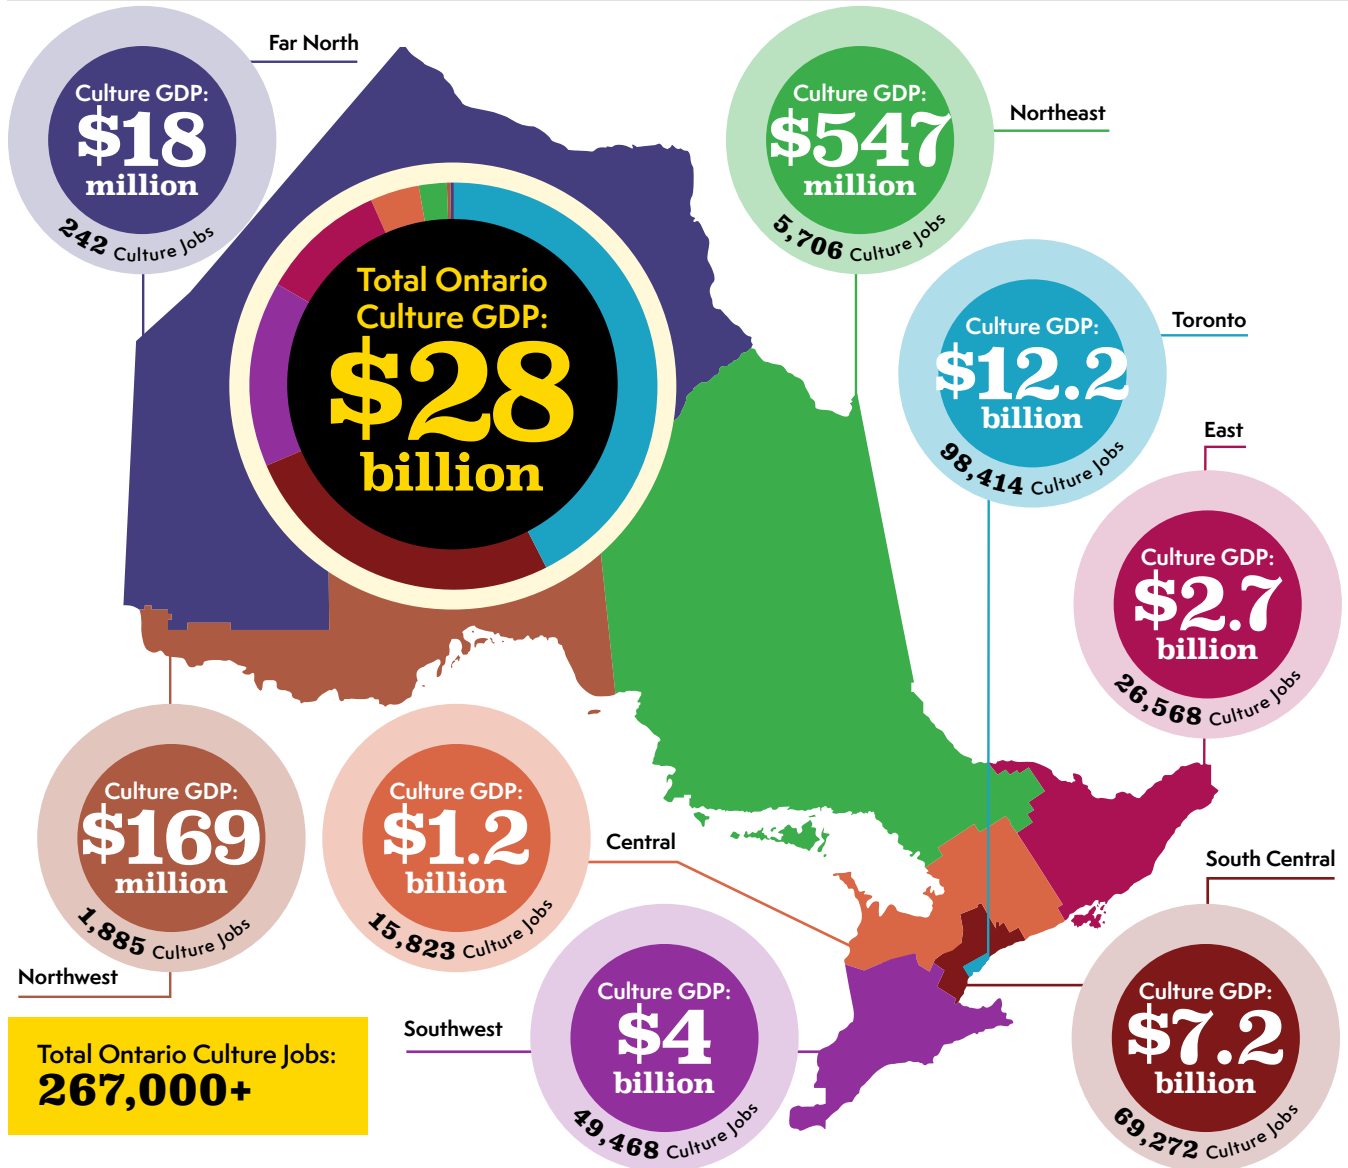 Far North
Culture GDP:
$18
million
242 Culture Jobs
Northeast
Culture GDP:
$547
million
5,706 Culture Jobs
Total Ontario
Culture GDP:
$28
billion
Toronto
Culture GDP:
$12.2
billion
98,414 Culture Jobs
East
Culture GDP:
$2.7
billion
26,568 Culture Jobs
Culture GDP:
$169
million
1,885 Culture Jobs
Northwest
Culture GDP:
$1.2
billion
15,823 Culture Jobs
Central
South Central
Culture GDP:
$7.2
billion
69,272 Culture Jobs
Southwest
Culture GDP:
$4
billion
49,468 Culture Jobs
Total Ontario Culture Jobs:
267,000+